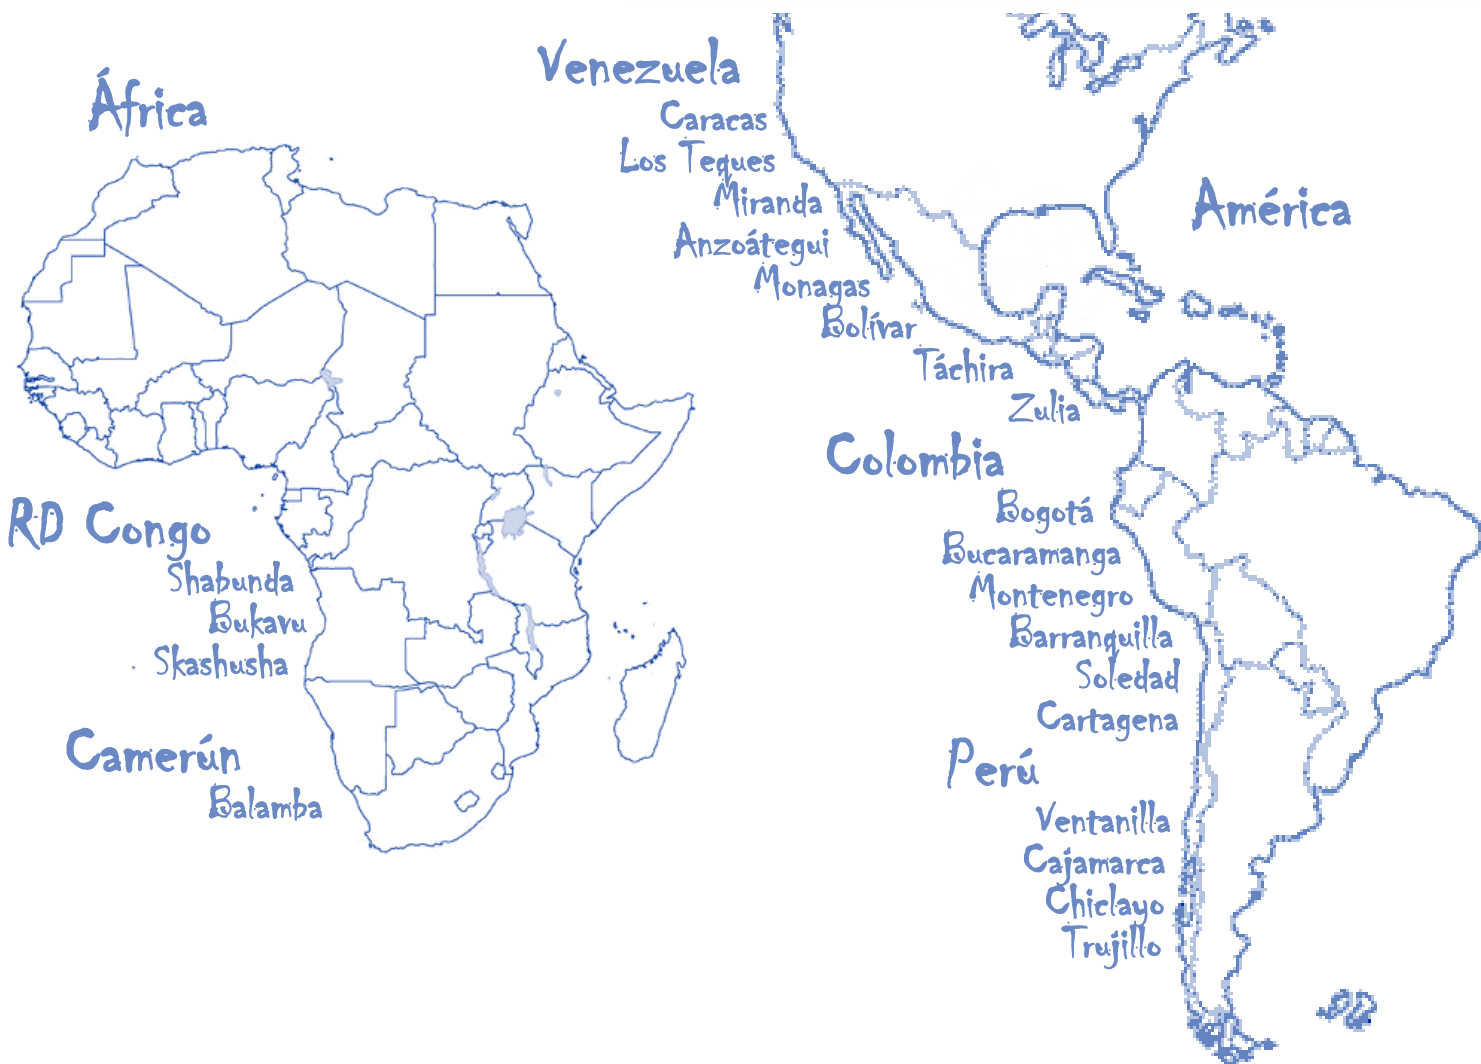 África
RD Congo
Shabunda
Bukavu
Skashusha
Camerún
Balamba
Venezuela
Caracas
Los Teques
Miranda
Anzoátegui
Monagas
Bolívar
Táchira
Zulia
América
Colombia
Bogotá
Bucaramanga
Montenegro
Barranquilla
Soledad
Cartagena
Perú
Ventanilla
Cajamarca
Chiclayo
Trujillo